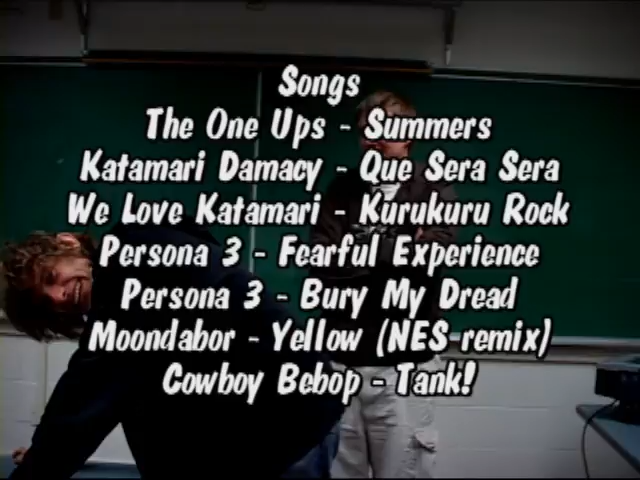 Songs
The One Ups - Summers
Katamari Damacy - Que Sera Sera
We Love Katamari - Kurukuru Rock
Persona 3 - Fearful Experience
Persona 3 - Bury My Dread
Moondabor - Yellow (NES remix)
Cowboy Bebop - Tank!